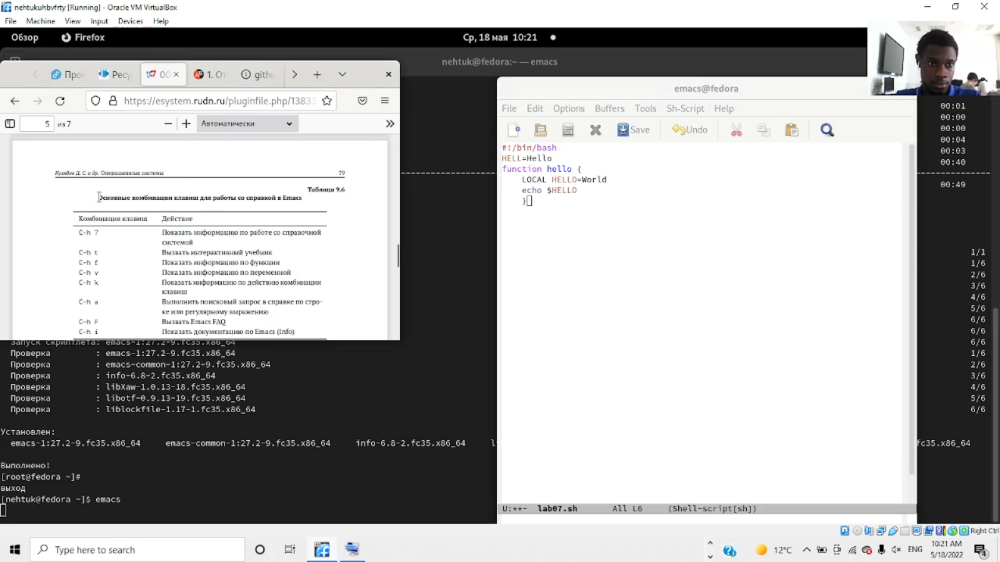 nehtukuhbvfrty [Running] - Oracle VM VirtualBox
File Machine View Input Devices Help
Обзор Firefox Ср, 18 мая 10:21
nehtuk@fedora:~ — emacs
Прое Ресу 00 1. От githu
https://esystem.rudn.ru/pluginfile.php/13833
5 из 7 Автоматически
Кулябов Д. С. и др. Операционные системы 79
Таблица 9.6
Основные комбинации клавиш для работы со справкой в Emacs
Комбинация клавиш Действие
C-h ? Показать информацию по работе со справочной
системой
C-h t Вызвать интерактивный учебник
C-h f Показать информацию по функции
C-h v Показать информацию по переменной
C-h k Показать информацию по действию комбинации
клавиш
C-h a Выполнить поисковый запрос в справке по стро-
ке или регулярному выражению
C-h F Вызвать Emacs FAQ
C-h i Показать документацию по Emacs (Info)
emacs@fedora
File Edit Options Buffers Tools Sh-Script Help
Save Undo
#!/bin/bash
HELL=Hello
function hello {
LOCAL HELLO=World
echo $HELLO
}
U:**- lab07.sh All L6 (Shell-script[sh])
00:01
00:00
00:00
00:04
00:03
00:40
00:49
1/1
1/6
2/6
3/6
4/6
5/6
6/6
6/6
Запуск скриптлета: emacs-1:27.2-9.fc35.x86_64 6/6
Проверка : emacs-1:27.2-9.fc35.x86_64 1/6
Проверка : emacs-common-1:27.2-9.fc35.x86_64 2/6
Проверка : info-6.8-2.fc35.x86_64 3/6
Проверка : libXaw-1.0.13-18.fc35.x86_64 4/6
Проверка : libotf-0.9.13-19.fc35.x86_64 5/6
Проверка : liblockfile-1.17-1.fc35.x86_64 6/6
Установлен:
emacs-1:27.2-9.fc35.x86_64 emacs-common-1:27.2-9.fc35.x86_64 info-6.8-2.fc35.x86_64 l fc35.x86_64
Выполнено!
[root@fedora ~]#
выход
[nehtuk@fedora ~]$ emacs
Right Ctrl
Type here to search
12°C ENG 10:21 AM
5/18/2022 4